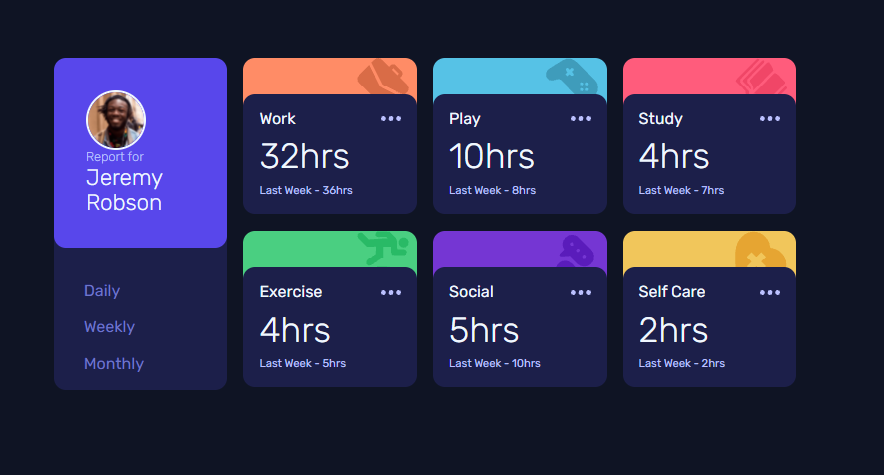 Report for
Jeremy
Robson
Daily
Weekly
Monthly
Work
32hrs
Last Week - 36hrs
Play
10hrs
Last Week - 8hrs
Study
4hrs
Last Week - 7hrs
Exercise
4hrs
Last Week - 5hrs
Social
5hrs
Last Week - 10hrs
Self Care
2hrs
Last Week - 2hrs